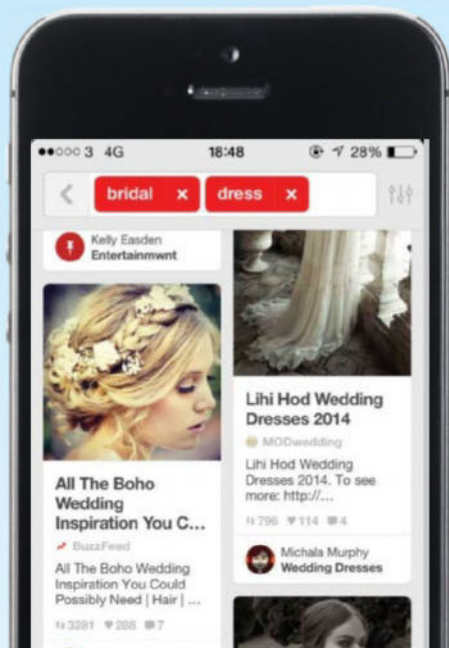 3 4G 18:48 28%
bridal x dress x
Kelly Easden
Entertainmwnt
All The Boho
Wedding
Inspiration You C...
BuzzFeed
All The Boho Wedding
Inspiration You Could
Possibly Need | Hair | ...
3281 288 7
Lihi Hod Wedding
Dresses 2014
MODwedding
Lihi Hod Wedding
Dresses 2014. To see
more: http://...
796 114 4
Michala Murphy
Wedding Dresses